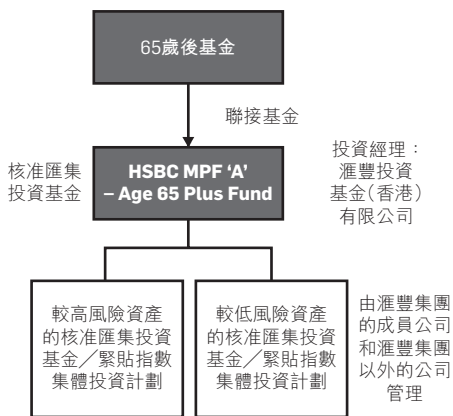 65歲後基金
聯接基金
核准匯集
投資基金
HSBC MPF ‘A’
– Age 65 Plus Fund
投資經理：
滙豐投資
基金(香港)
有限公司
較高風險資產
的核准匯集投資
基金╱緊貼指數
集體投資計劃
較低風險資產
的核准匯集投資
基金╱緊貼指數
集體投資計劃
由滙豐集團
的成員公司
和滙豐集團
以外的公司
管理